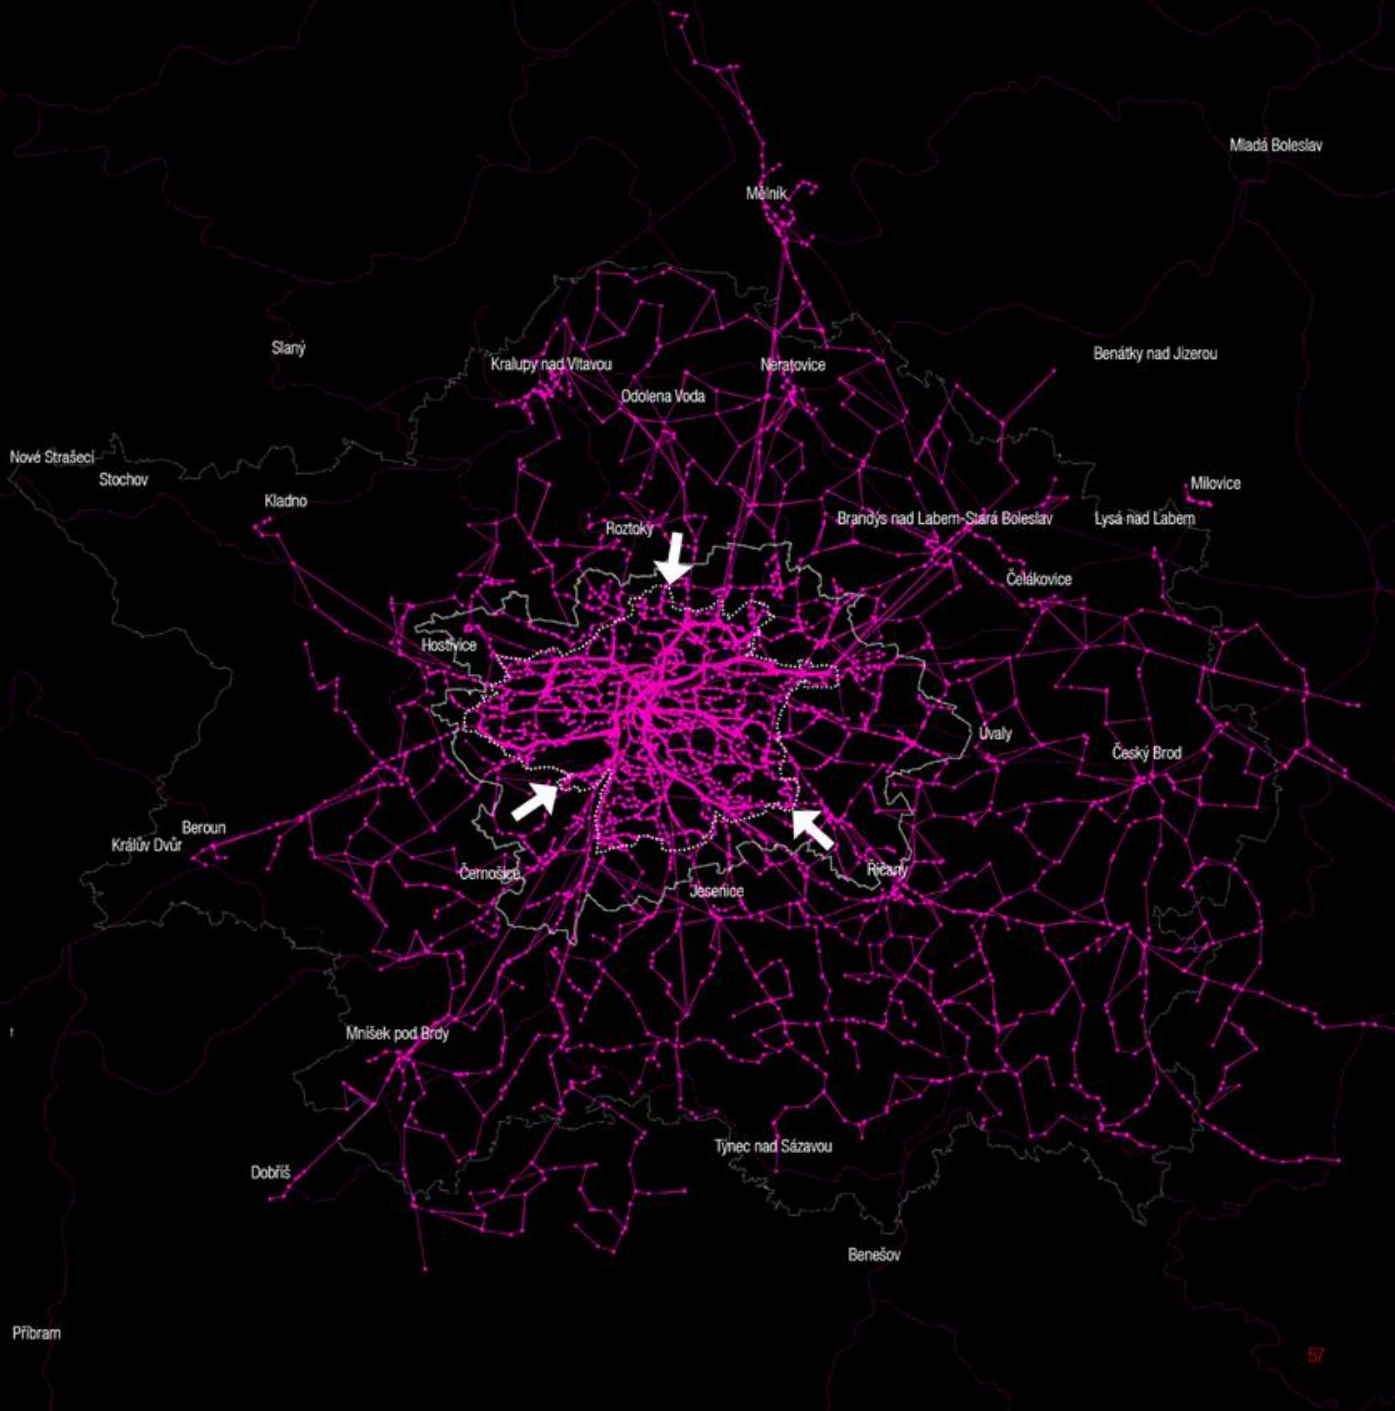 Mladá Boleslav
Mělník
Slaný
Kralupy nad Vltavou
Neratovice
Benátky nad Jizerou
Odolena Voda
Nové Strašecí
Stochov
Kladno
Milovice
Roztoky
Brandýs nad Labem-Stará Boleslav
Lysá nad Labem
Čelákovice
Hostivice
Úvaly
Český Brod
Beroun
Králův Dvůr
Černošice
Říčany
Jesenice
Mníšek pod Brdy
Týnec nad Sázavou
Dobříš
Benešov
Příbram
57